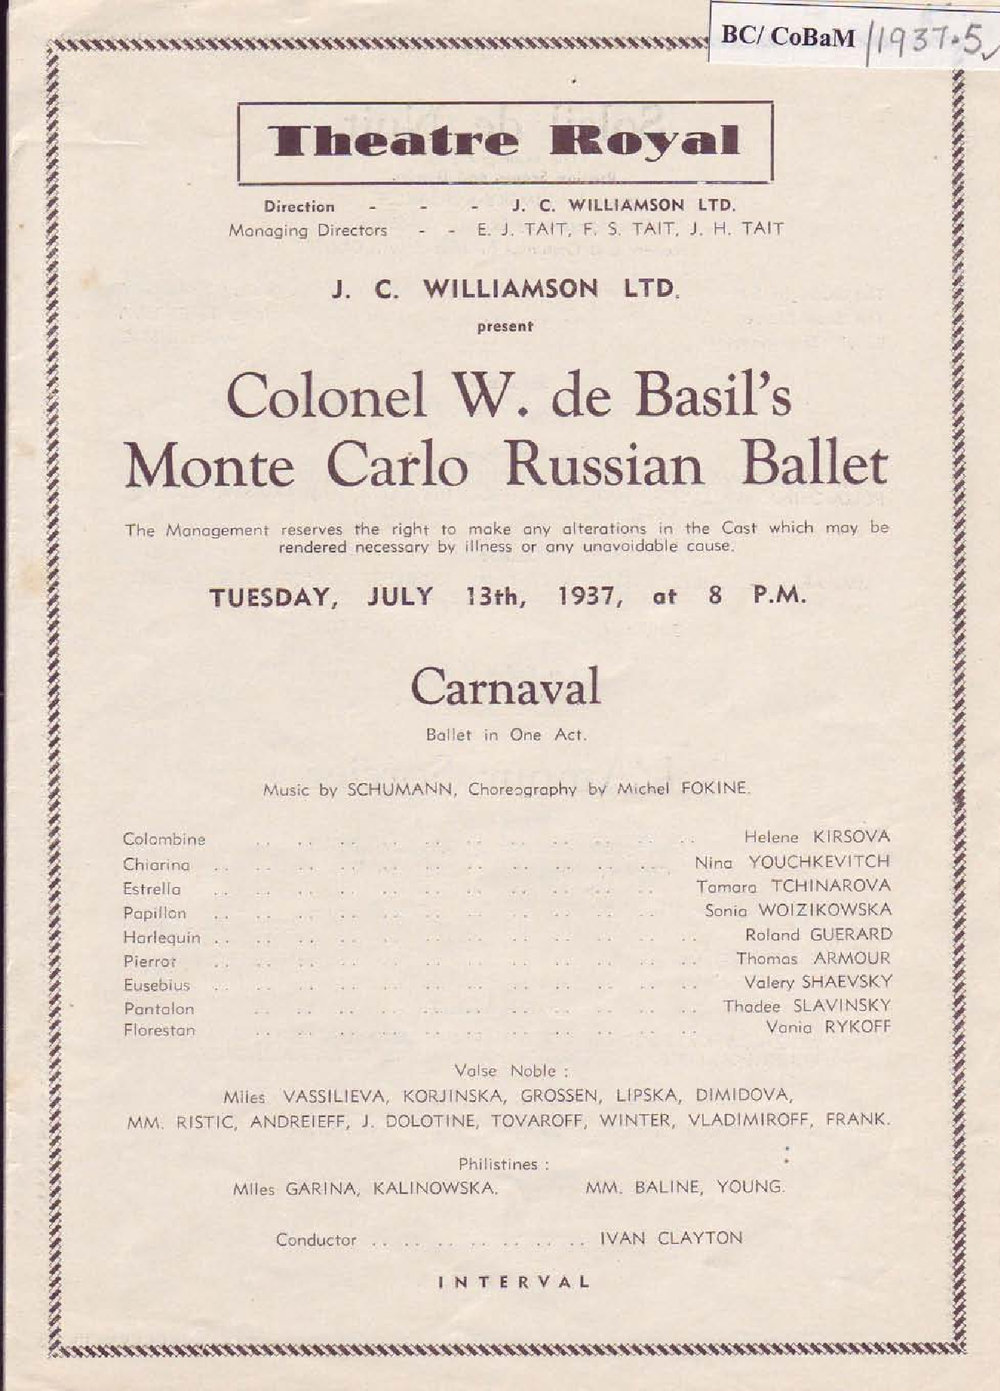 BC/ CoBaM /1937.5
Theatre Royal
Direction - - - J. C. WILLIAMSON LTD.
Managing Directors - - E. J. TAIT, F. S. TAIT, J. H. TAIT
J. C. WILLIAMSON LTD.
present
Colonel W. de Basil's
Monte Carlo Russian Ballet
The Management reserves the right to make any alterations in the Cast which may be
rendered necessary by illness or any unavoidable cause.
TUESDAY, JULY 13th, 1937, at 8 P.M.
Carnaval
Ballet in One Act.
Music by SCHUMANN, Choreography by Michel FOKINE.
Colombine .. .. .. .. .. .. .. .. .. .. .. Helene KIRSOVA
Chiarina .. .. .. .. .. .. .. .. .. .. .. Nina YOUCHKEVITCH
Estrella .. .. .. .. .. .. .. .. .. .. .. Tamara TCHINAROVA
Papillon .. .. .. .. .. .. .. .. .. .. .. Sonia WOIZIKOWSKA
Harlequin .. .. .. .. .. .. .. .. .. .. .. .. Roland GUERARD
Pierrot .. .. .. .. .. .. .. .. .. .. .. .. Thomas ARMOUR
Eusebius .. .. .. .. .. .. .. .. .. .. .. .. Valery SHAEVSKY
Pantalon .. .. .. .. .. .. .. .. .. .. .. Thadee SLAVINSKY
Florestan .. .. .. .. .. .. .. .. .. .. .. Vania RYKOFF
Valse Noble :
Mlles VASSILIEVA, KORJINSKA, GROSSEN, LIPSKA, DIMIDOVA,
MM. RISTIC, ANDREIEFF, J. DOLOTINE, TOVAROFF, WINTER, VLADIMIROFF, FRANK.
Philistines :
Mlles GARINA, KALINOWSKA. MM. BALINE, YOUNG.
Conductor .. .. .. .. .. .. .. IVAN CLAYTON
INTERVAL